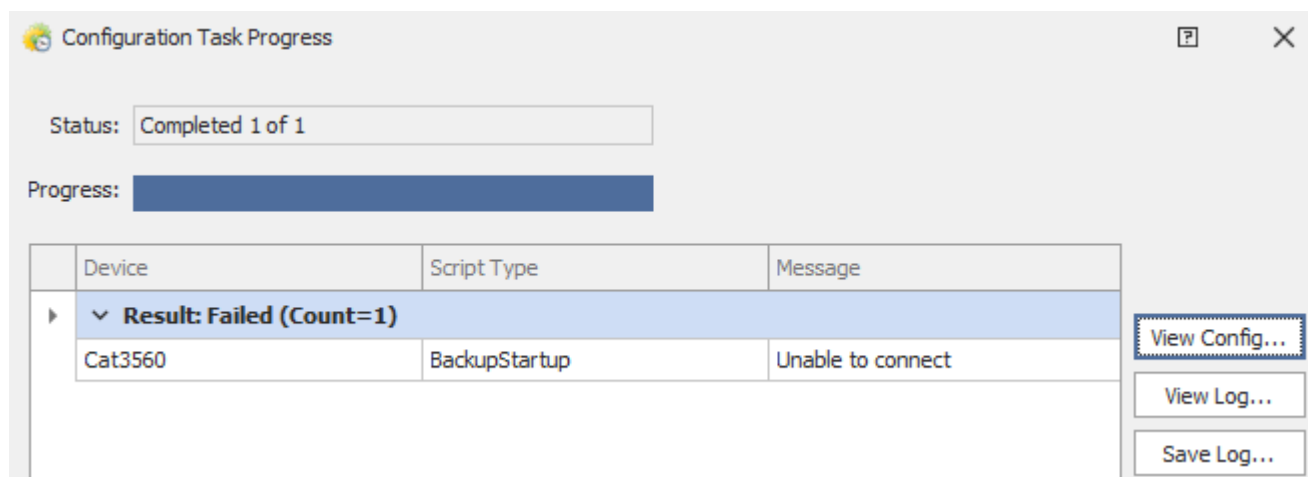 Configuration Task Progress
Status: Completed 1 of 1
Progress:
Device Script Type Message
Result: Failed (Count=1)
Cat3560 BackupStartup Unable to connect
View Config...
View Log...
Save Log...